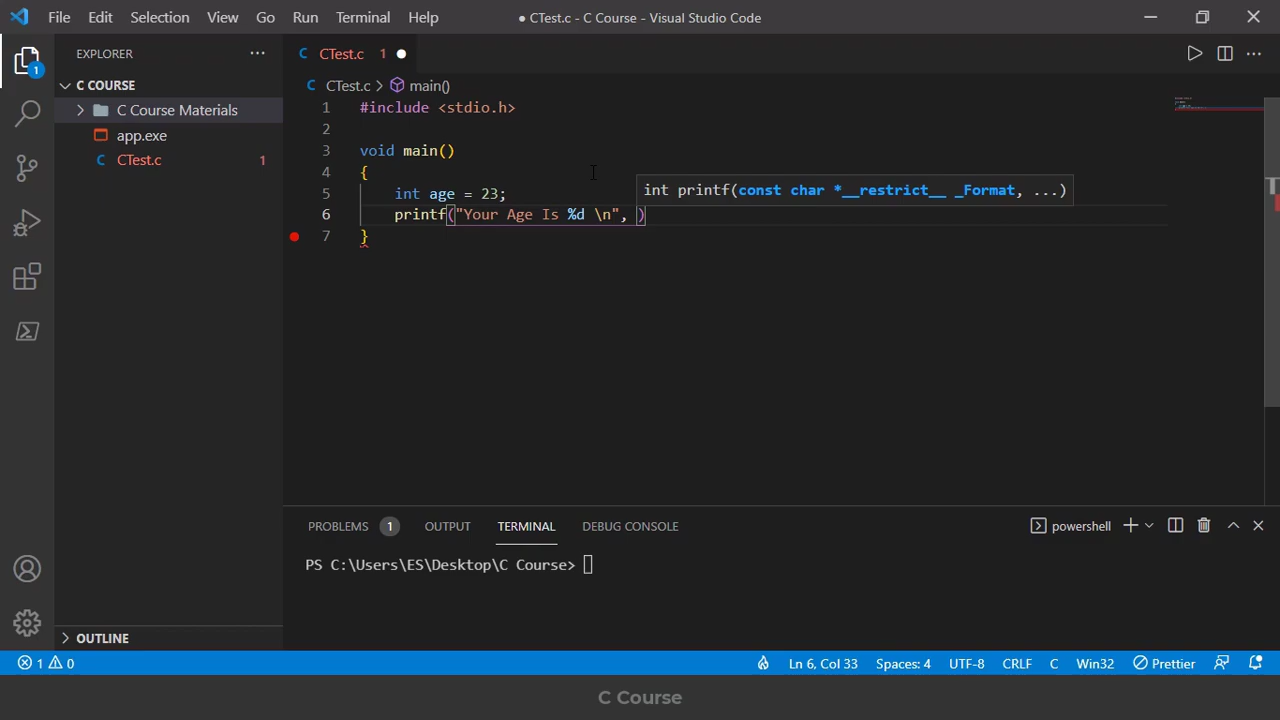 File Edit Selection View Go Run Terminal Help
● CTest.c - C Course - Visual Studio Code
EXPLORER
C COURSE
C Course Materials
app.exe
C CTest.c 1
OUTLINE
1
C CTest.c 1
C CTest.c > main()
1 #include <stdio.h>
2
3 void main()
4 {
5 int age = 23;
int printf(const char *__restrict__ _Format, ...)
6 printf("Your Age Is %d \n", )
7 }
PROBLEMS 1 OUTPUT TERMINAL DEBUG CONSOLE
powershell
PS C:\Users\ES\Desktop\C Course>
1 0
Ln 6, Col 33 Spaces: 4 UTF-8 CRLF C Win32 Prettier
C Course